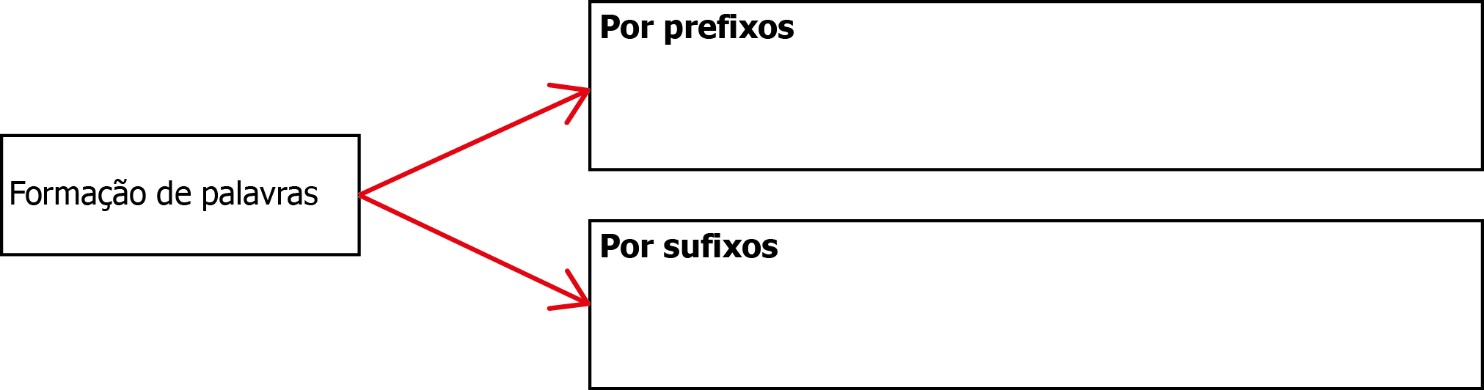 Por prefixos
Formação de palavras
Por sufixos